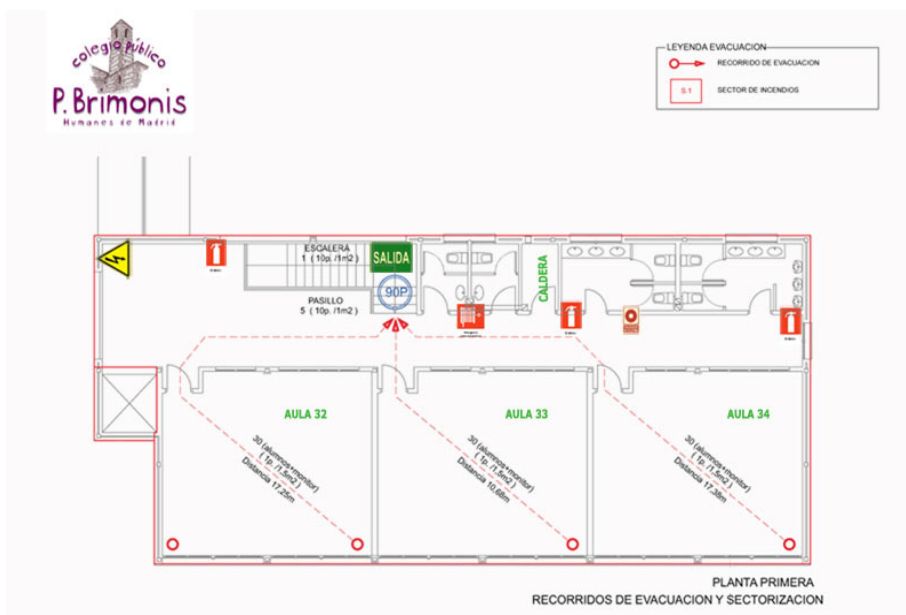 colegio público
P. Brimonis
Humanes de Madrid
LEYENDA EVACUACION
RECORRIDO DE EVACUACION
S.1
SECTOR DE INCENDIOS
ESCALERA
1 ( 10p. /1m2 )
SALIDA
90P
PASILLO
5 ( 10p. /1m2)
CALDERA
AULA 32
30 (alumnos+monitor)
( 1p. /1,5m2 )
Distancia 17,25m
AULA 33
30 (alumnos+monitor)
( 1p. /1,5m2 )
Distancia 10,68m
AULA 34
30 (alumnos+monitor)
( 1p. /1,5m2 )
Distancia 17,38m
PLANTA PRIMERA
RECORRIDOS DE EVACUACION Y SECTORIZACION